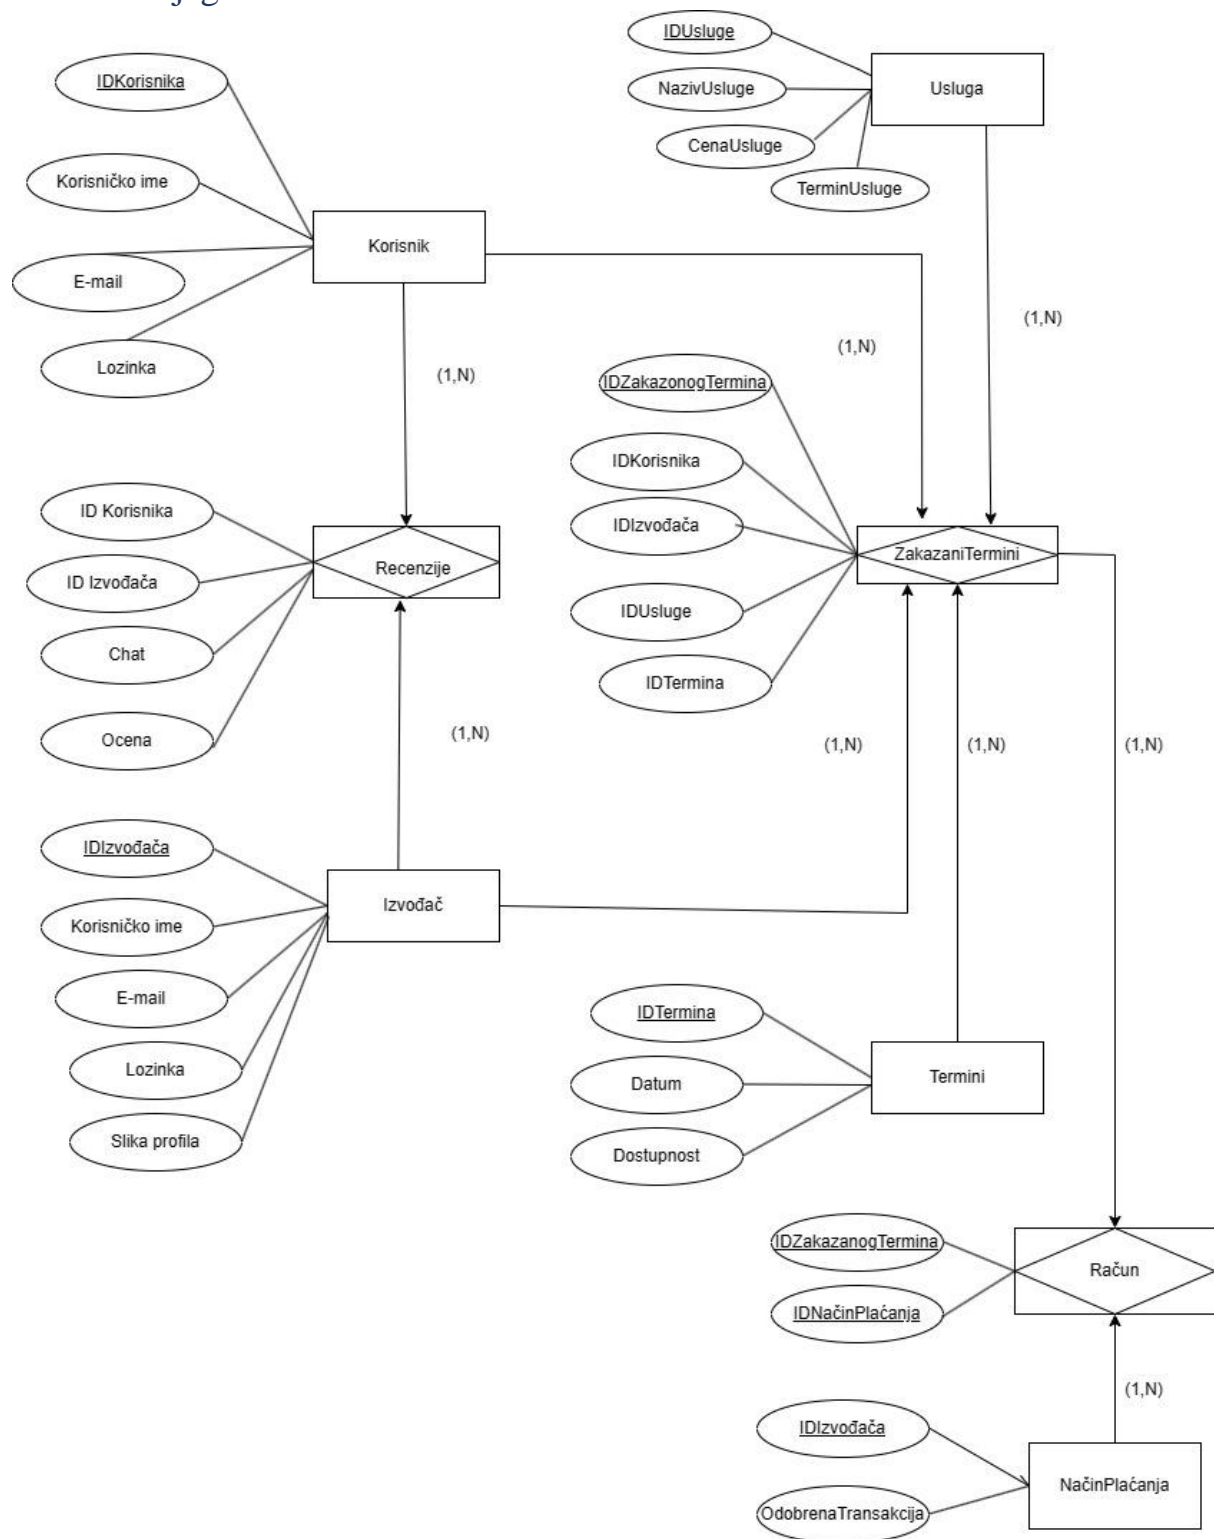 IDUsluge
Usluga
NazivUsluge
CenaUsluge
TerminUsluge
IDKorisnika
Korisničko ime
Korisnik
E-mail
Lozinka
(1,N)
(1,N)
(1,N)
IDZakazonogTermina
IDKorisnika
IDIzvođača
ZakazaniTermini
IDUsluge
IDTermina
ID Korisnika
ID Izvođača
Recenzije
Chat
Ocena
(1,N)
(1,N)
(1,N)
(1,N)
IDIzvođača
Izvođač
Korisničko ime
E-mail
Lozinka
Slika profila
IDTermina
Datum
Termini
Dostupnost
IDZakazanogTermina
Račun
IDNačinPlaćanja
(1,N)
IDIzvođača
NačinPlaćanja
OdobrenaTransakcija